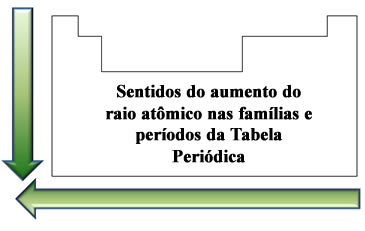 Sentidos do aumento do
raio atômico nas famílias e
períodos da Tabela
Periódica